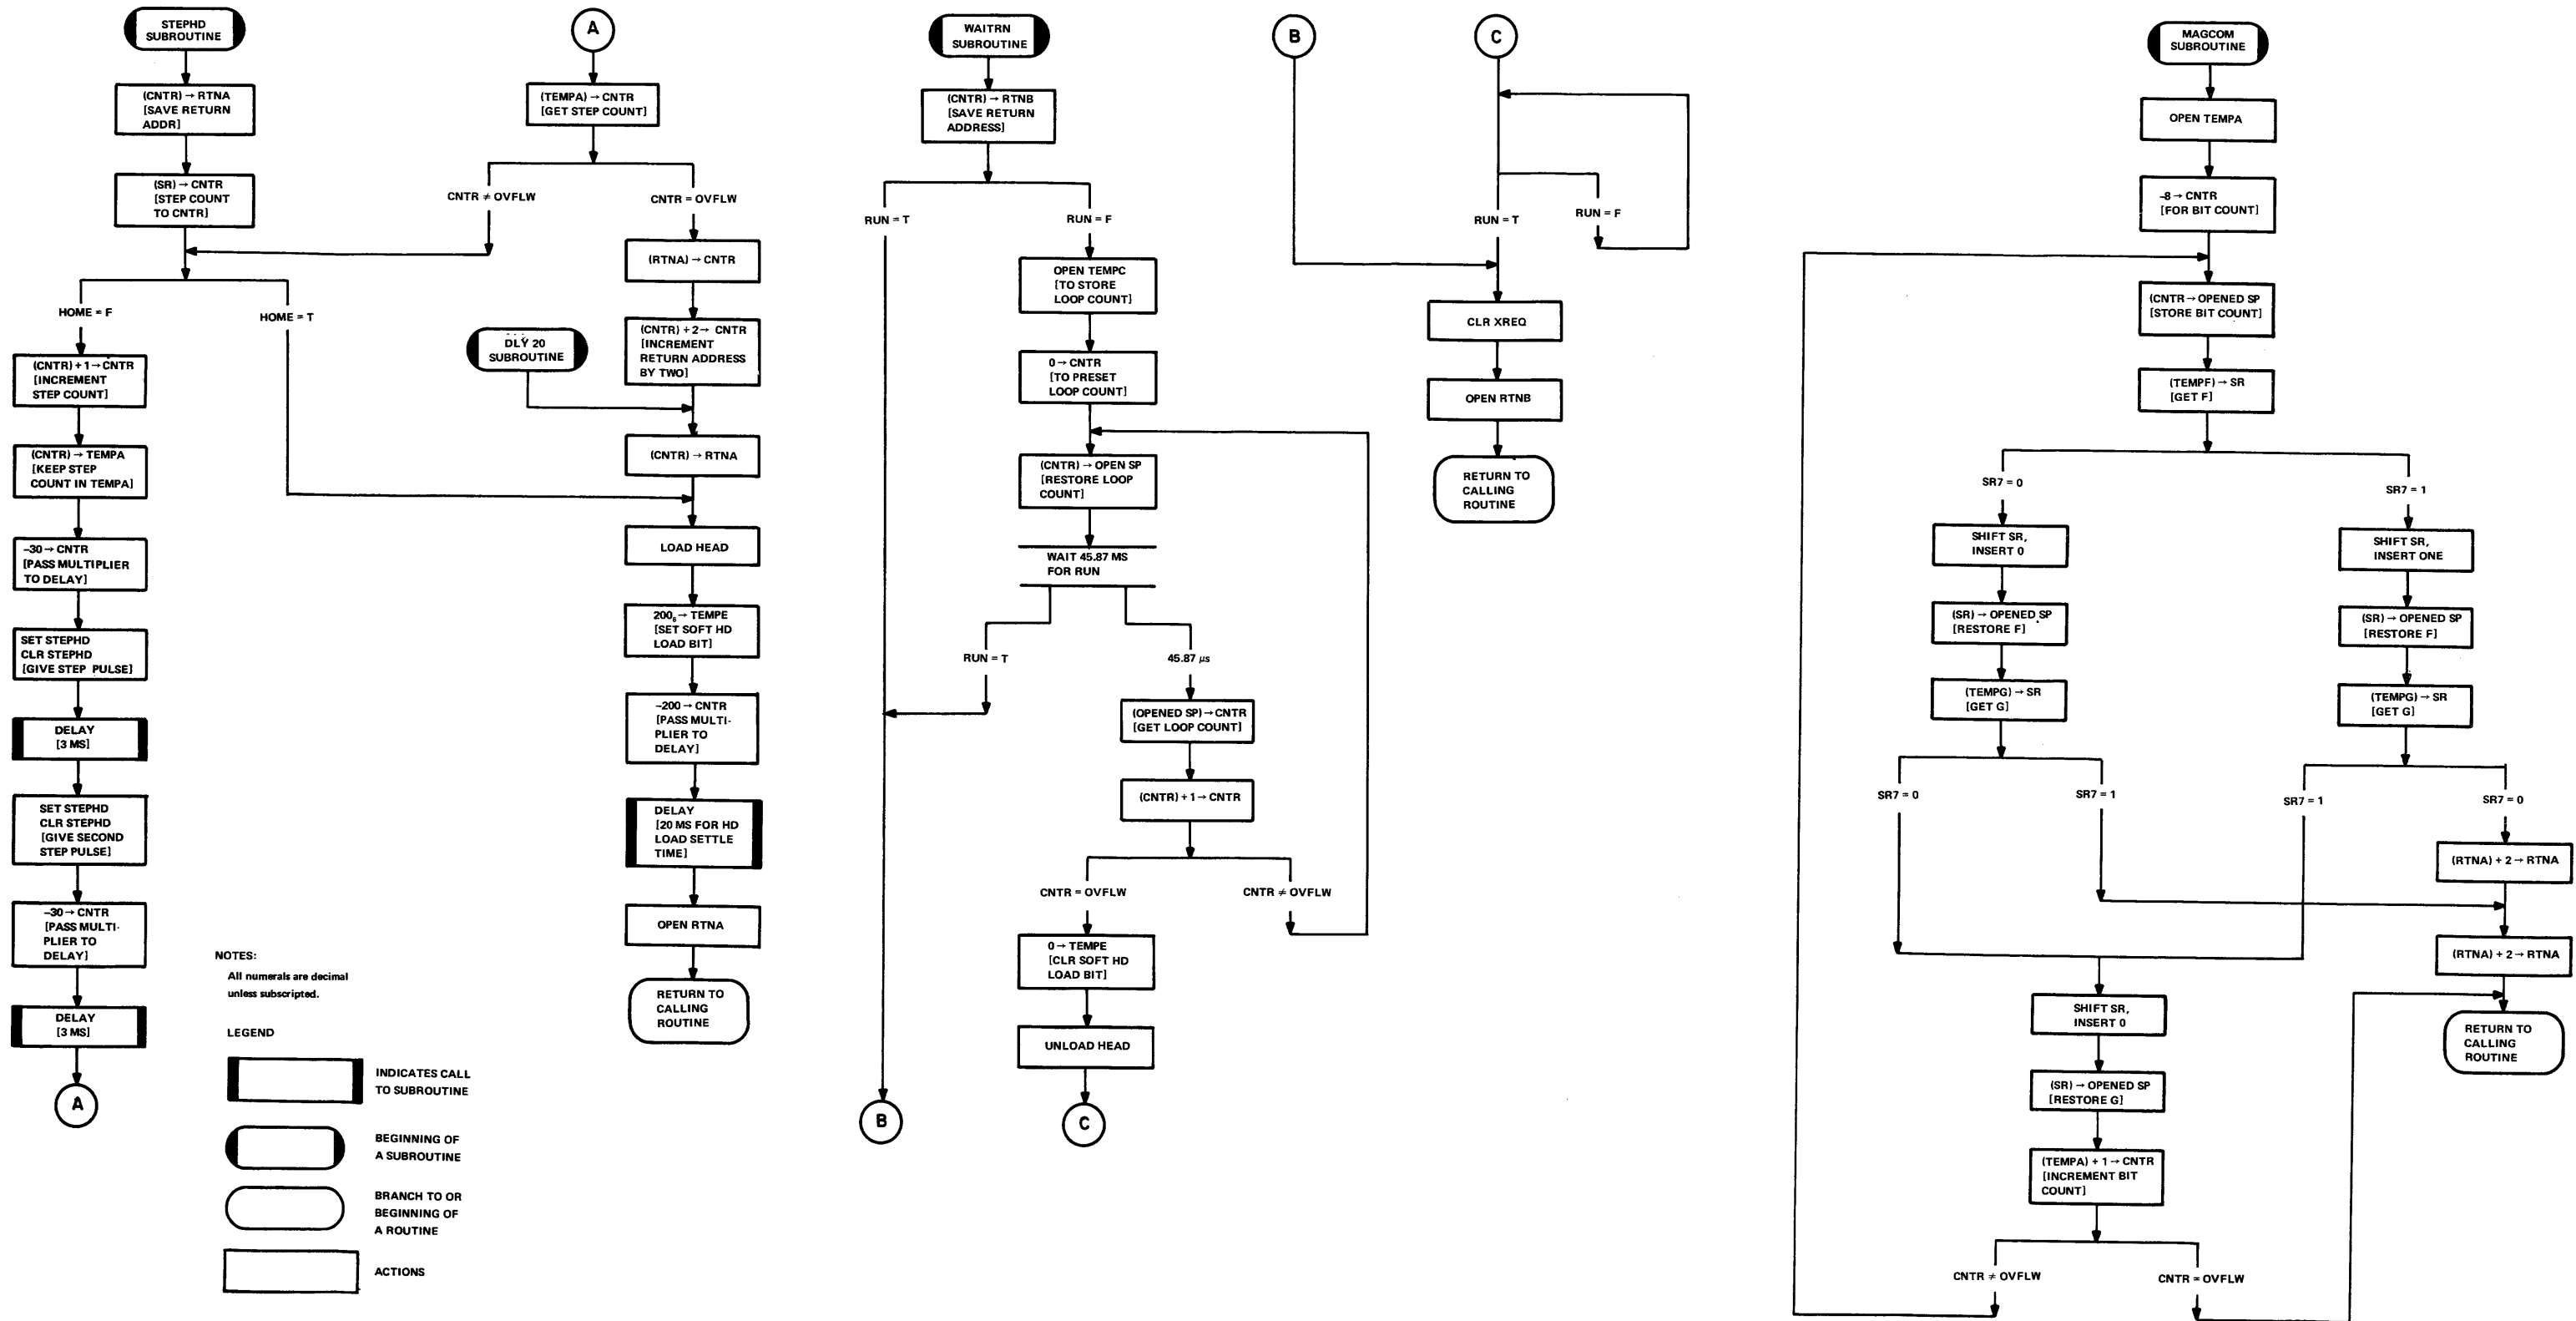 STEPHD
SUBROUTINE
(CNTR) → RTNA
[SAVE RETURN
ADDR]
(SR) → CNTR
[STEP COUNT
TO CNTR]
HOME = F
HOME = T
(CNTR) + 1 → CNTR
[INCREMENT
STEP COUNT]
(CNTR) → TEMPA
[KEEP STEP
COUNT IN TEMPA]
–30 → CNTR
[PASS MULTIPLIER
TO DELAY]
SET STEPHD
CLR STEPHD
[GIVE STEP PULSE]
DELAY
[3 MS]
SET STEPHD
CLR STEPHD
[GIVE SECOND
STEP PULSE]
–30 → CNTR
[PASS MULTI-
PLIER TO
DELAY]
DELAY
[3 MS]
A
A
(TEMPA) → CNTR
[GET STEP COUNT]
CNTR ≠ OVFLW
CNTR = OVFLW
(RTNA) → CNTR
(CNTR) + 2 → CNTR
[INCREMENT
RETURN ADDRESS
BY TWO]
DLY 20
SUBROUTINE
(CNTR) → RTNA
LOAD HEAD
200₈ → TEMPE
[SET SOFT HD
LOAD BIT]
–200 → CNTR
[PASS MULTI-
PLIER TO
DELAY]
DELAY
[20 MS FOR HD
LOAD SETTLE
TIME]
OPEN RTNA
RETURN TO
CALLING
ROUTINE
NOTES:
All numerals are decimal
unless subscripted.
LEGEND
INDICATES CALL
TO SUBROUTINE
BEGINNING OF
A SUBROUTINE
BRANCH TO OR
BEGINNING OF
A ROUTINE
ACTIONS
WAITRN
SUBROUTINE
(CNTR) → RTNB
[SAVE RETURN
ADDRESS]
RUN = T
RUN = F
OPEN TEMPC
[TO STORE
LOOP COUNT]
0 → CNTR
[TO PRESET
LOOP COUNT]
(CNTR) → OPEN SP
[RESTORE LOOP
COUNT]
WAIT 45.87 MS
FOR RUN
RUN = T
45.87 μs
(OPENED SP) → CNTR
[GET LOOP COUNT]
(CNTR) + 1 → CNTR
CNTR = OVFLW
CNTR ≠ OVFLW
0 → TEMPE
[CLR SOFT HD
LOAD BIT]
UNLOAD HEAD
B
C
B
C
RUN = T
RUN = F
CLR XREQ
OPEN RTNB
RETURN TO
CALLING
ROUTINE
MAGCOM
SUBROUTINE
OPEN TEMPA
–8 → CNTR
[FOR BIT COUNT]
(CNTR → OPENED SP
[STORE BIT COUNT]
(TEMPF) → SR
[GET F]
SR7 = 0
SR7 = 1
SHIFT SR,
INSERT 0
SHIFT SR,
INSERT ONE
(SR) → OPENED SP
[RESTORE F]
(SR) → OPENED SP
[RESTORE F]
(TEMPG) → SR
[GET G]
(TEMPG) → SR
[GET G]
SR7 = 0
SR7 = 1
SR7 = 1
SR7 = 0
(RTNA) + 2 → RTNA
(RTNA) + 2 → RTNA
SHIFT SR,
INSERT 0
(SR) → OPENED SP
[RESTORE G]
(TEMPA) + 1 → CNTR
[INCREMENT BIT
COUNT]
CNTR ≠ OVFLW
CNTR = OVFLW
RETURN TO
CALLING
ROUTINE